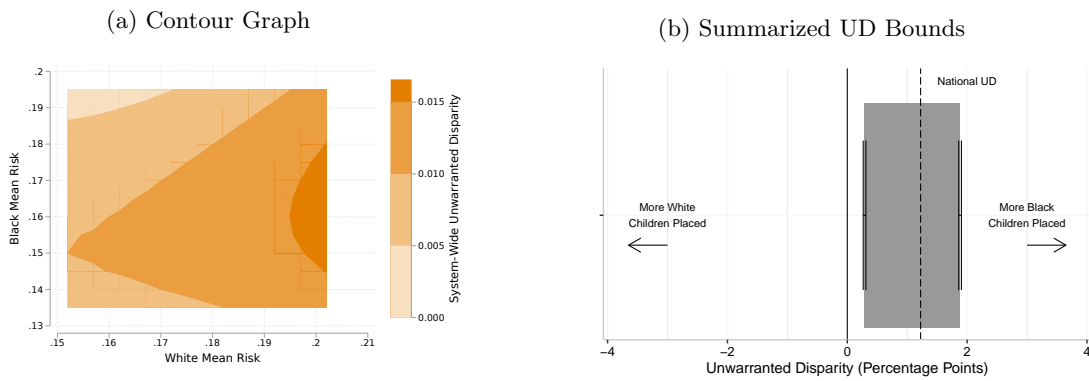 (a) Contour Graph
.2
.19
.18
.17
.16
.15
.14
.13
Black Mean Risk
.15
.16
.17
.18
.19
.2
.21
White Mean Risk
0.015
0.010
0.005
0.000
System-Wide Unwarranted Disparity
(b) Summarized UD Bounds
National UD
More White
Children Placed
More Black
Children Placed
−4
−2
0
2
4
Unwarranted Disparity (Percentage Points)